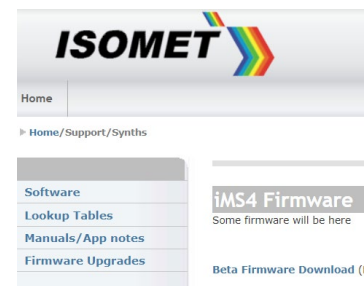 ISOMET
Home
Home/Support/Synths
Software
Lookup Tables
Manuals/App notes
Firmware Upgrades
iMS4 Firmware
Some firmware will be here
Beta Firmware Download (